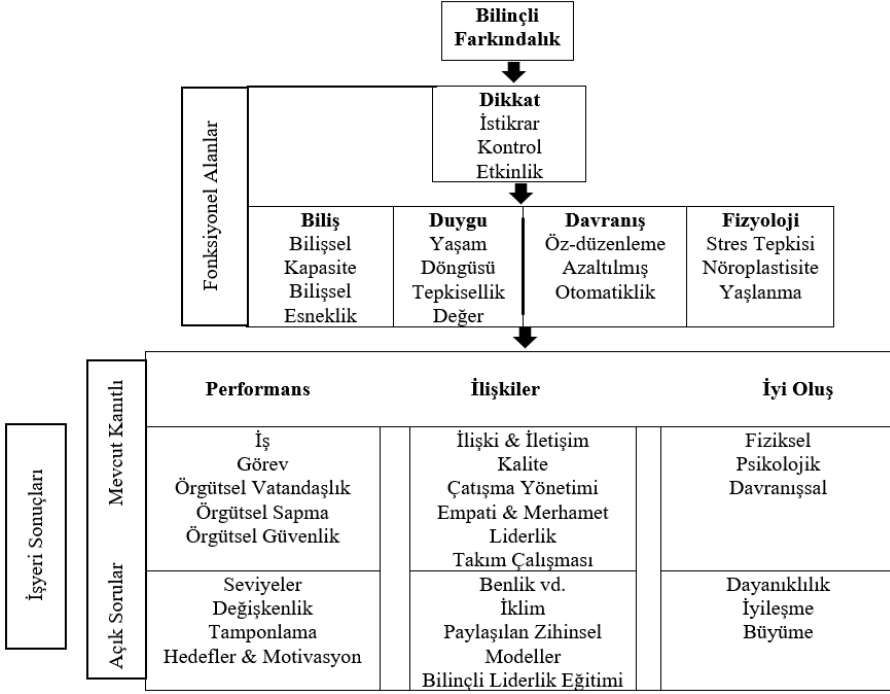 Bilinçli
Farkındalık
Fonksiyonel Alanlar
Dikkat
İstikrar
Kontrol
Etkinlik
Biliş
Bilişsel
Kapasite
Bilişsel
Esneklik
Duygu
Yaşam
Döngüsü
Tepkisellik
Değer
Davranış
Öz-düzenleme
Azaltılmış
Otomatiklik
Fizyoloji
Stres Tepkisi
Nöroplastisite
Yaşlanma
İşyeri Sonuçları
Mevcut Kanıtlı
Performans
İlişkiler
İyi Oluş
İş
Görev
Örgütsel Vatandaşlık
Örgütsel Sapma
Örgütsel Güvenlik
İlişki & İletişim
Kalite
Çatışma Yönetimi
Empati & Merhamet
Liderlik
Takım Çalışması
Fiziksel
Psikolojik
Davranışsal
Açık Sorular
Seviyeler
Değişkenlik
Tamponlama
Hedefler & Motivasyon
Benlik vd.
İklim
Paylaşılan Zihinsel
Modeller
Bilinçli Liderlik Eğitimi
Dayanıklılık
İyileşme
Büyüme